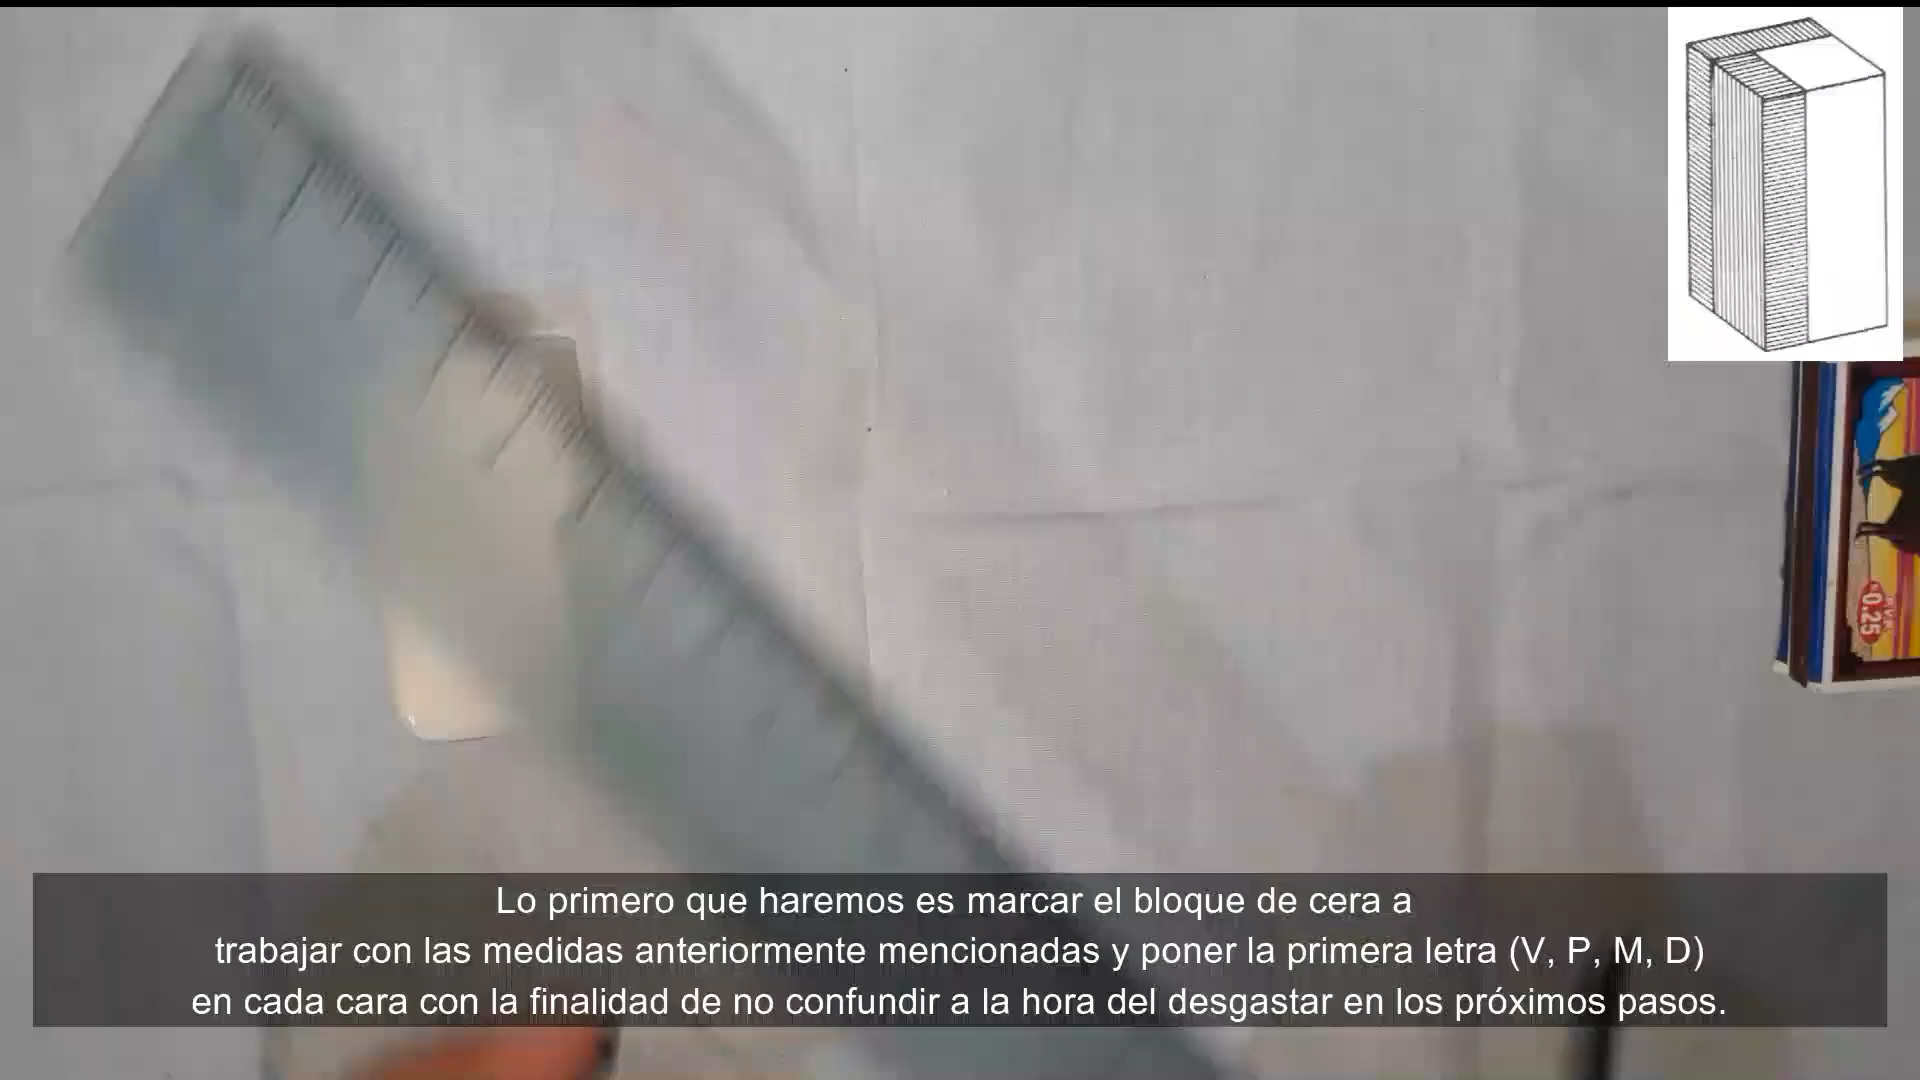 Lo primero que haremos es marcar el bloque de cera a
trabajar con las medidas anteriormente mencionadas y poner la primera letra (V, P, M, D)
en cada cara con la finalidad de no confundir a la hora del desgastar en los próximos pasos.
0.25